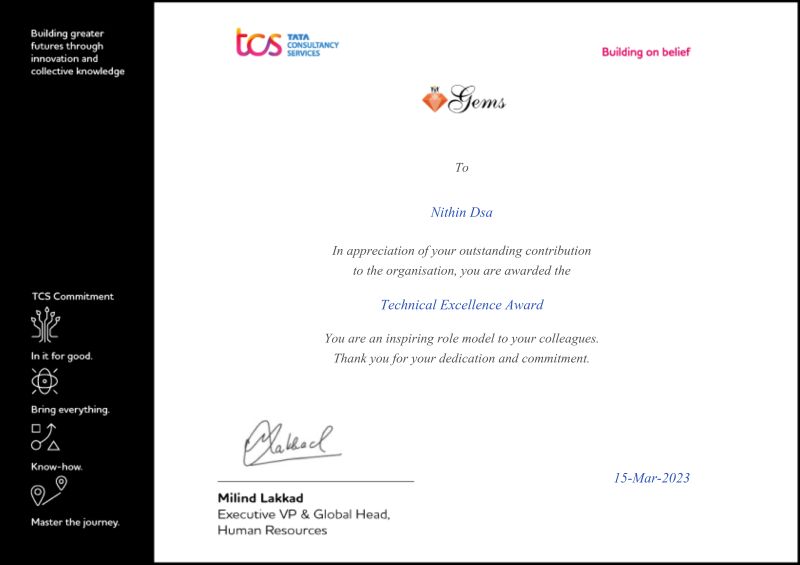 Building greater
futures through
innovation and
collective knowledge
TCS Commitment
In it for good.
Bring everything.
Know-how.
Master the journey.
tcs TATA
CONSULTANCY
SERVICES
Building on belief
Gems
To
Nithin Dsa
In appreciation of your outstanding contribution
to the organisation, you are awarded the
Technical Excellence Award
You are an inspiring role model to your colleagues.
Thank you for your dedication and commitment.
15-Mar-2023
Milind Lakkad
Executive VP & Global Head,
Human Resources